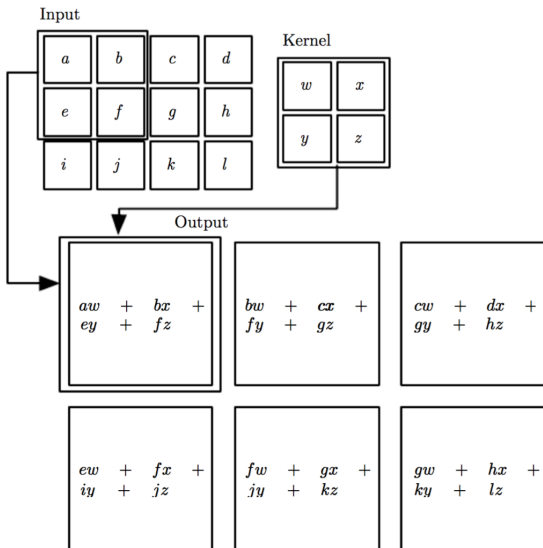 Input
Kernel
a b c d
w x
e f g h
y z
i j k l
Output
aw + bx +
ey + fz
bw + cx +
fy + gz
cw + dx +
gy + hz
ew + fx +
iy + jz
fw + gx +
jy + kz
gw + hx +
ky + lz